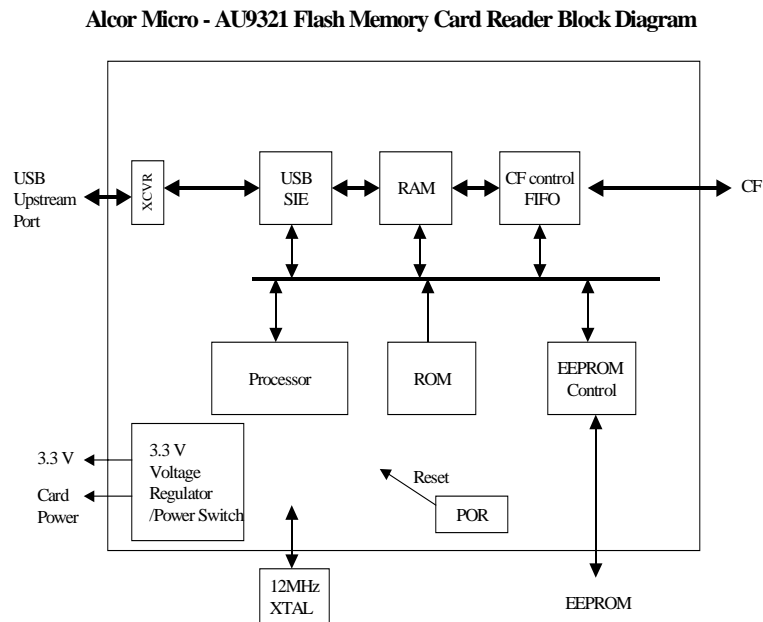 Alcor Micro - AU9321 Flash Memory Card Reader Block Diagram
USB
Upstream
Port
XCVR
USB
SIE
RAM
CF control
FIFO
CF
Processor
ROM
EEPROM
Control
3.3 V
Card
Power
3.3 V
Voltage
Regulator
/Power Switch
Reset
POR
12MHz
XTAL
EEPROM